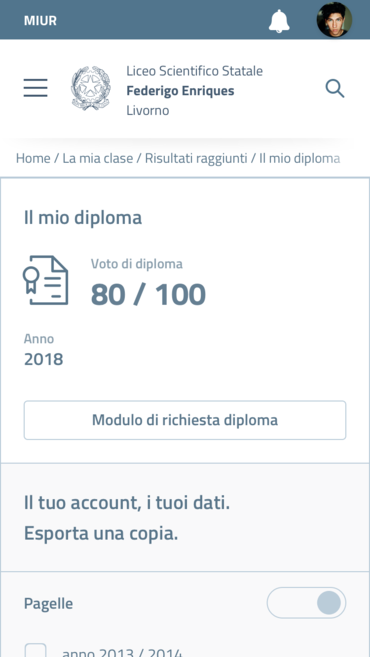 MIUR
Liceo Scientifico Statale
Federigo Enriques
Livorno
Home / La mia clase / Risultati raggiunti / Il mio diploma
Il mio diploma
Voto di diploma
80 / 100
Anno
2018
Modulo di richiesta diploma
Il tuo account, i tuoi dati.
Esporta una copia.
Pagelle
anno 2013 / 2014